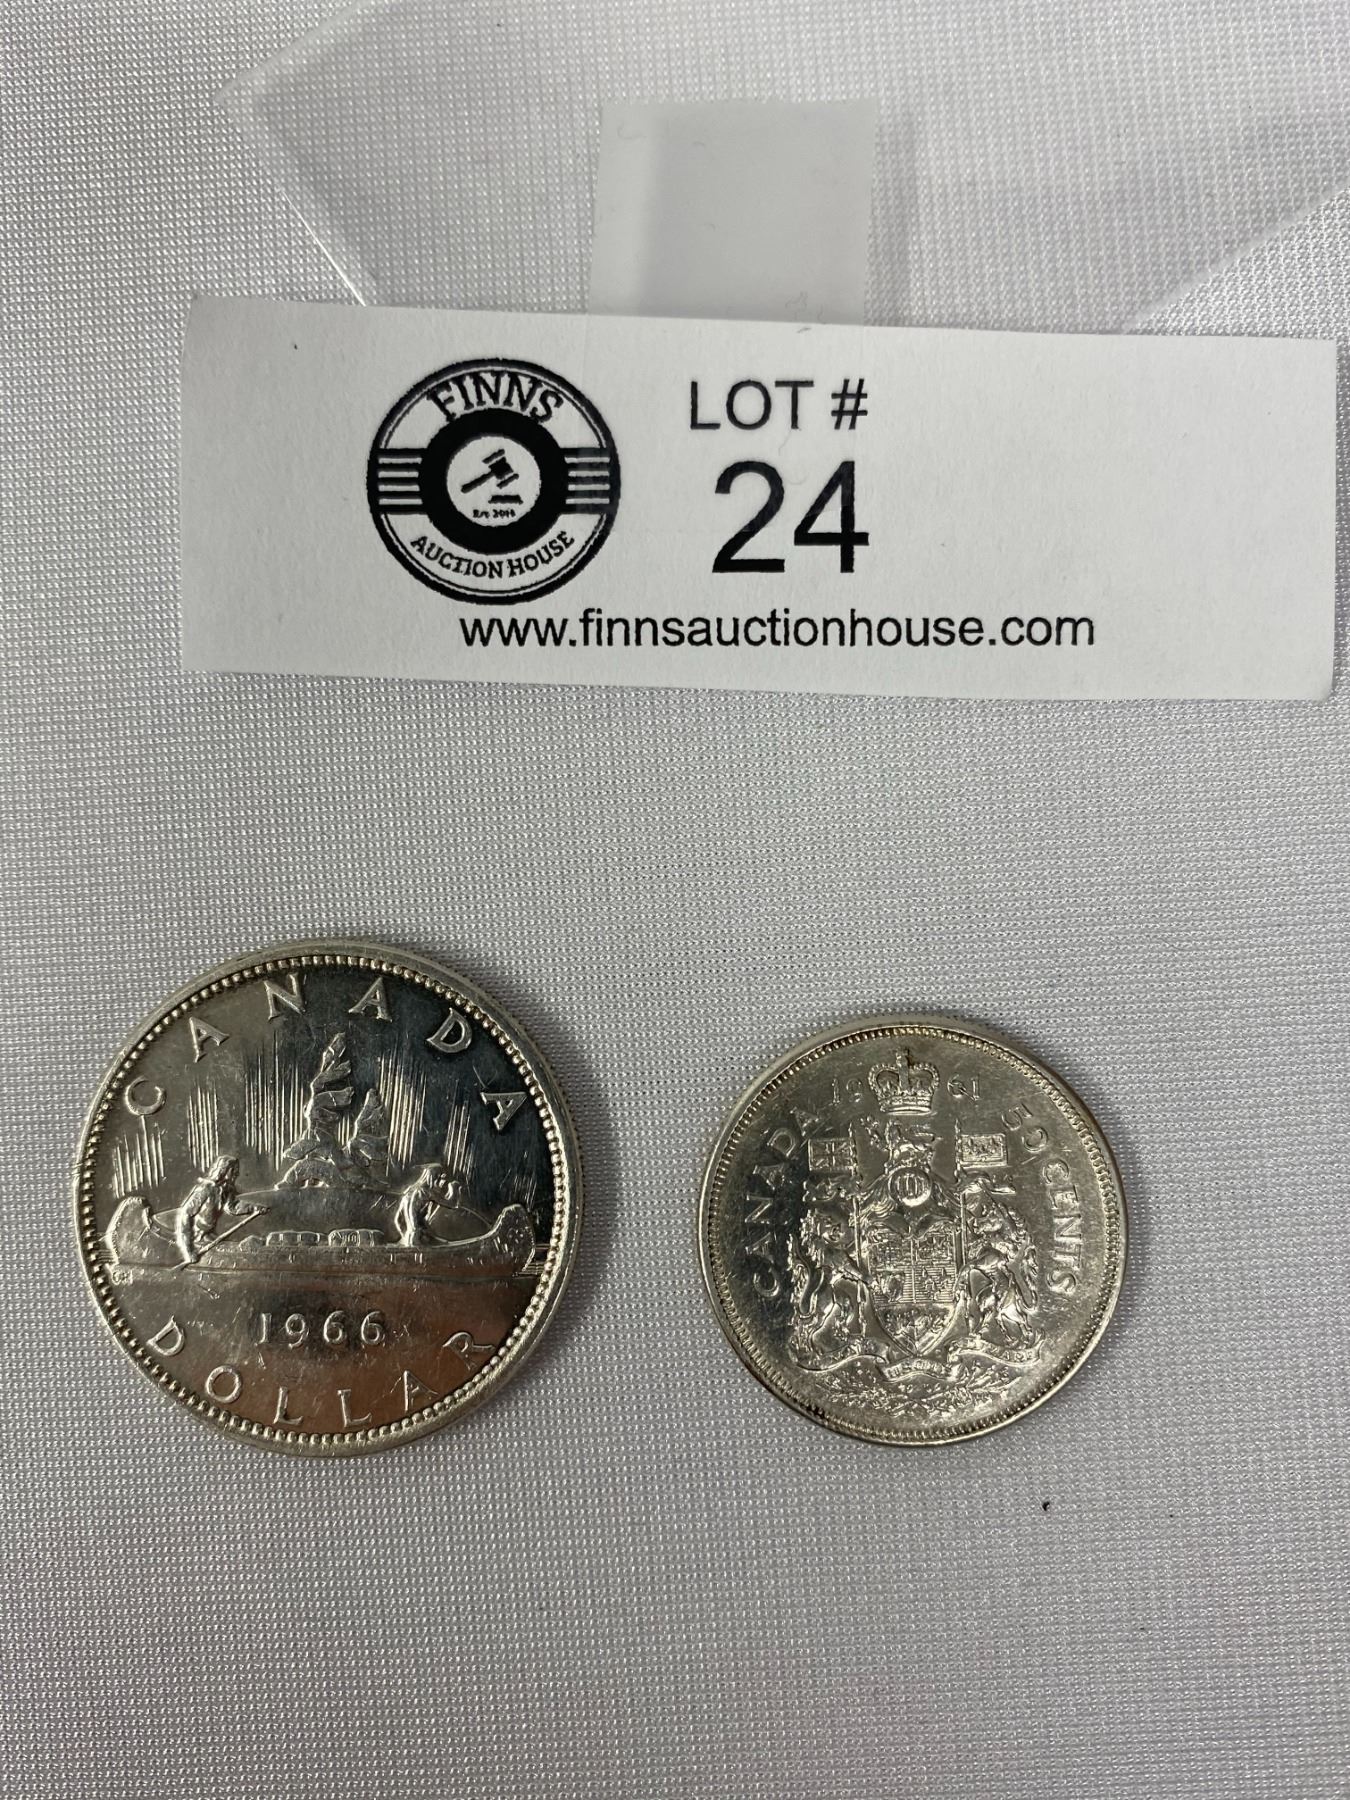 FINNS
AUCTION HOUSE
LOT #
24
www.finnsauctionhouse.com
CANADA
1966
DOLLAR
1961
CANADA
50 CENTS